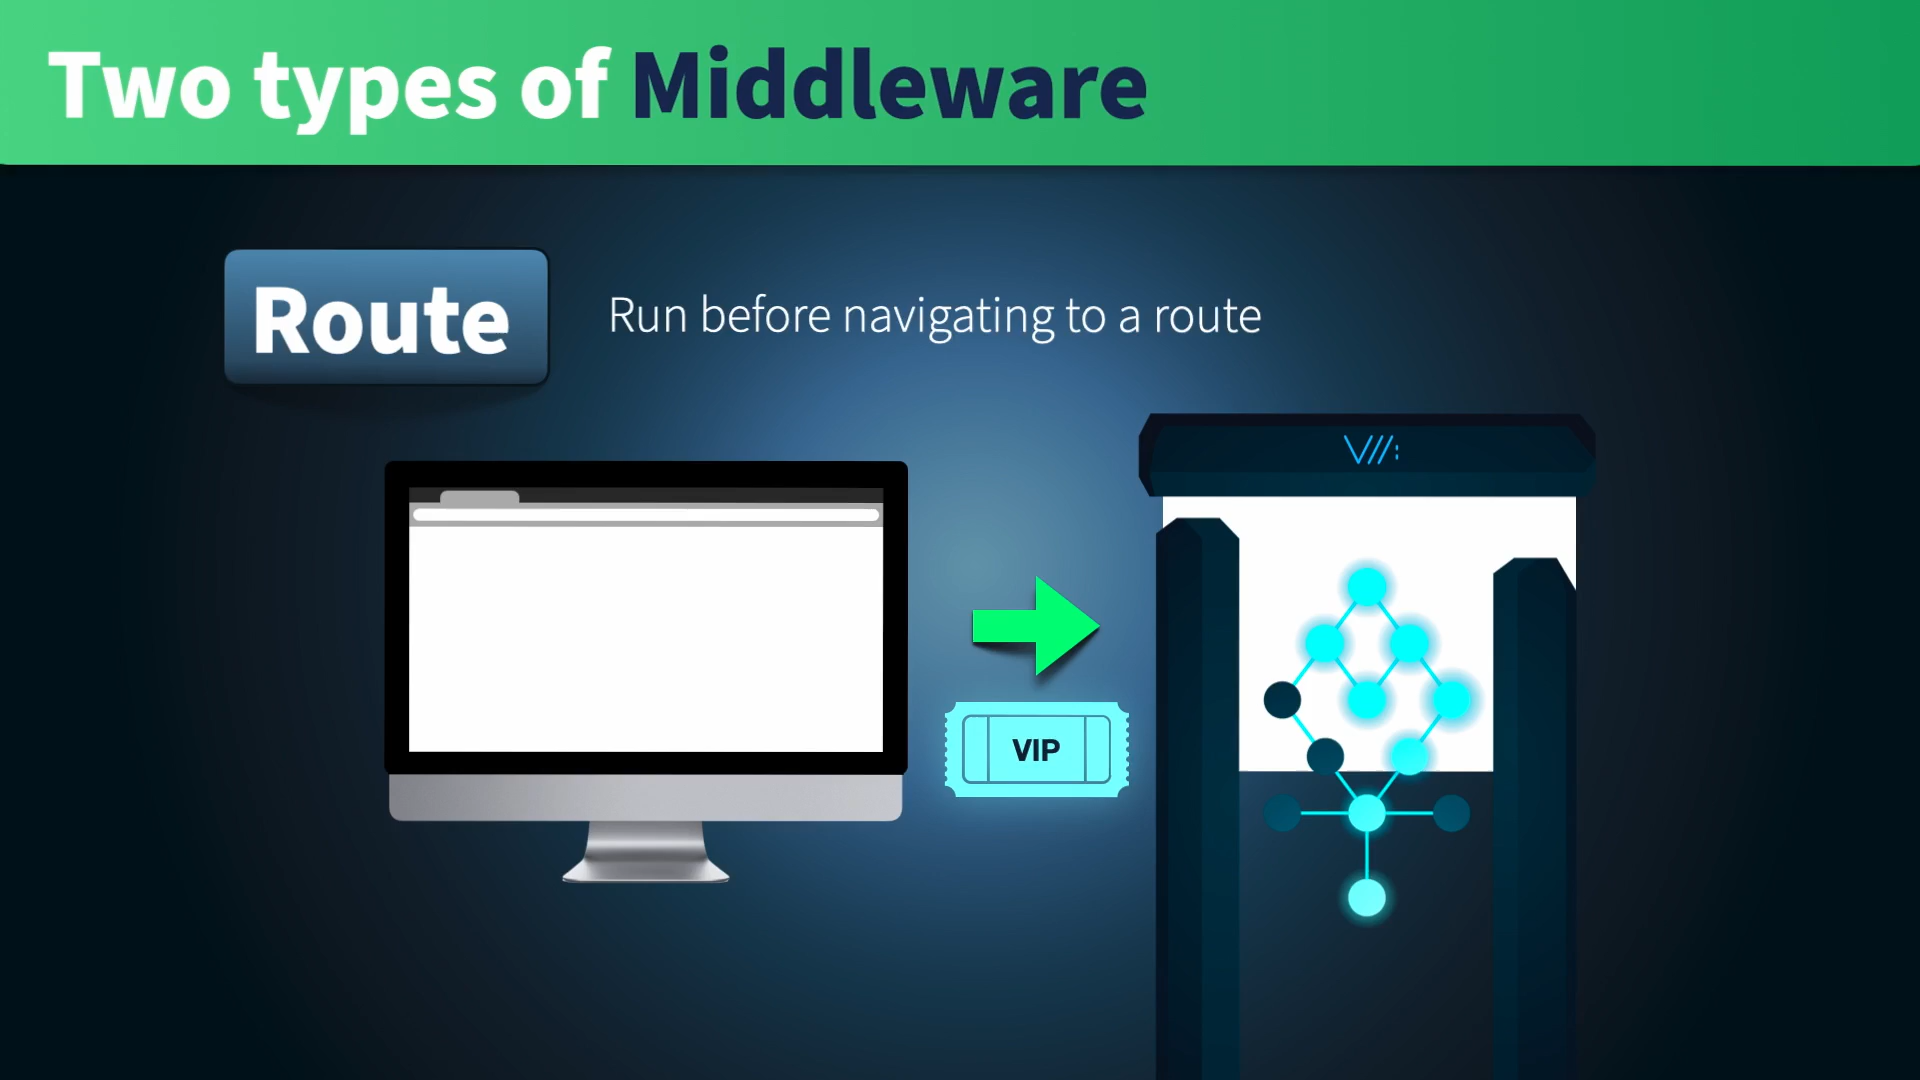 Two types of Middleware
Route
Run before navigating to a route
VIP